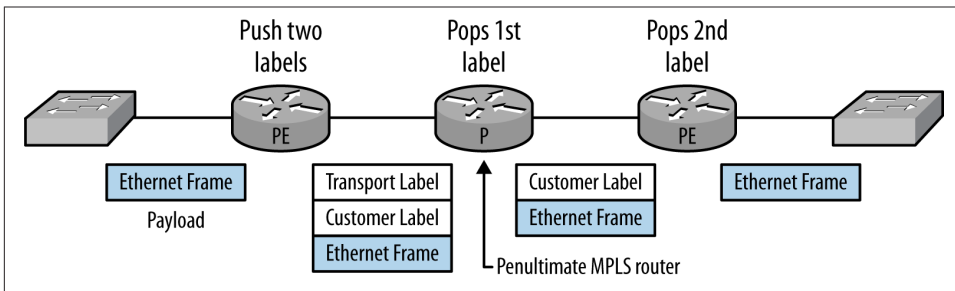 Push two
labels
Pops 1st
label
Pops 2nd
label
PE
P
PE
Ethernet Frame
Payload
Transport Label
Customer Label
Ethernet Frame
Customer Label
Ethernet Frame
Ethernet Frame
Penultimate MPLS router